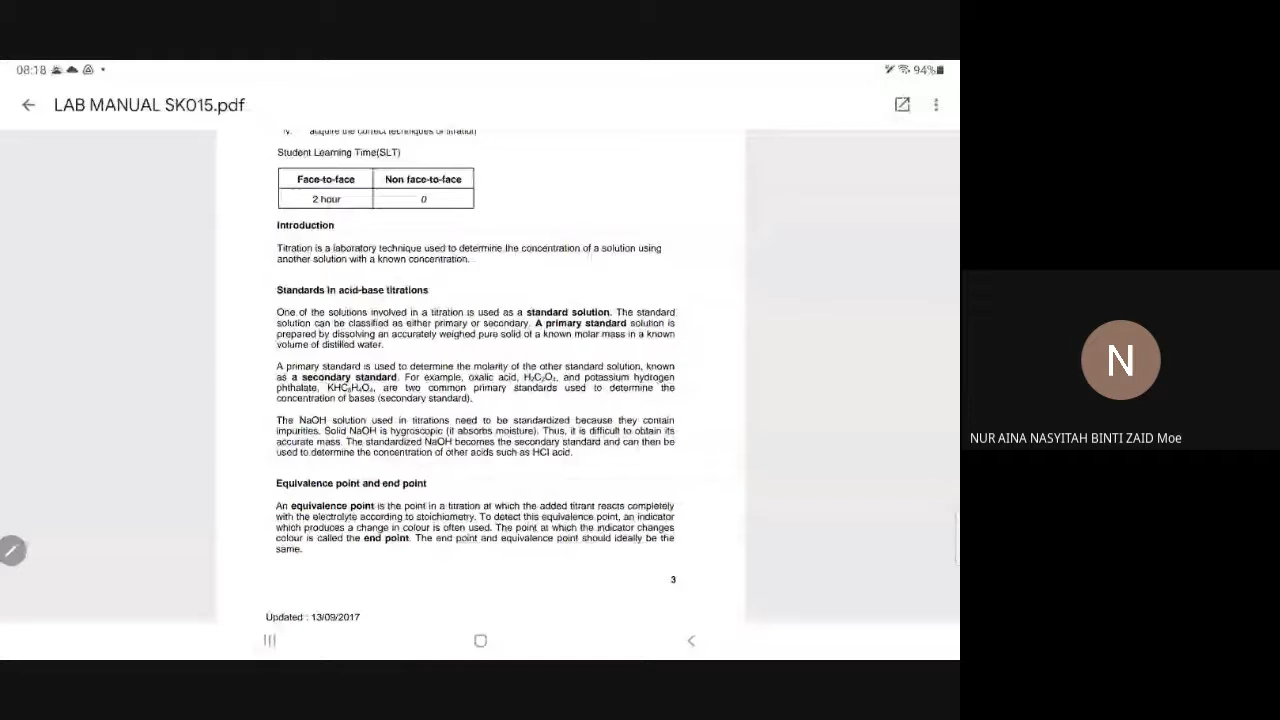 08:18
94%
LAB MANUAL SK015.pdf
iv. acquire the correct techniques of titration
Student Learning Time(SLT)
Face-to-face Non face-to-face
2 hour 0
Introduction
Titration is a laboratory technique used to determine the concentration of a solution using
another solution with a known concentration.
Standards in acid-base titrations
One of the solutions involved in a titration is used as a standard solution. The standard
solution can be classified as either primary or secondary. A primary standard solution is
prepared by dissolving an accurately weighed pure solid of a known molar mass in a known
volume of distilled water.
A primary standard is used to determine the molarity of the other standard solution, known
as a secondary standard. For example, oxalic acid, H₂C₂O₄, and potassium hydrogen
phthalate, KHC₈H₄O₄, are two common primary standards used to determine the
concentration of bases (secondary standard).
The NaOH solution used in titrations need to be standardized because they contain
impurities. Solid NaOH is hygroscopic (it absorbs moisture). Thus, it is difficult to obtain its
accurate mass. The standardized NaOH becomes the secondary standard and can then be
used to determine the concentration of other acids such as HCl acid.
Equivalence point and end point
An equivalence point is the point in a titration at which the added titrant reacts completely
with the electrolyte according to stoichiometry. To detect this equivalence point, an indicator
which produces a change in colour is often used. The point at which the indicator changes
colour is called the end point. The end point and equivalence point should ideally be the
same.
3
Updated : 13/09/2017
N
NUR AINA NASYITAH BINTI ZAID Moe